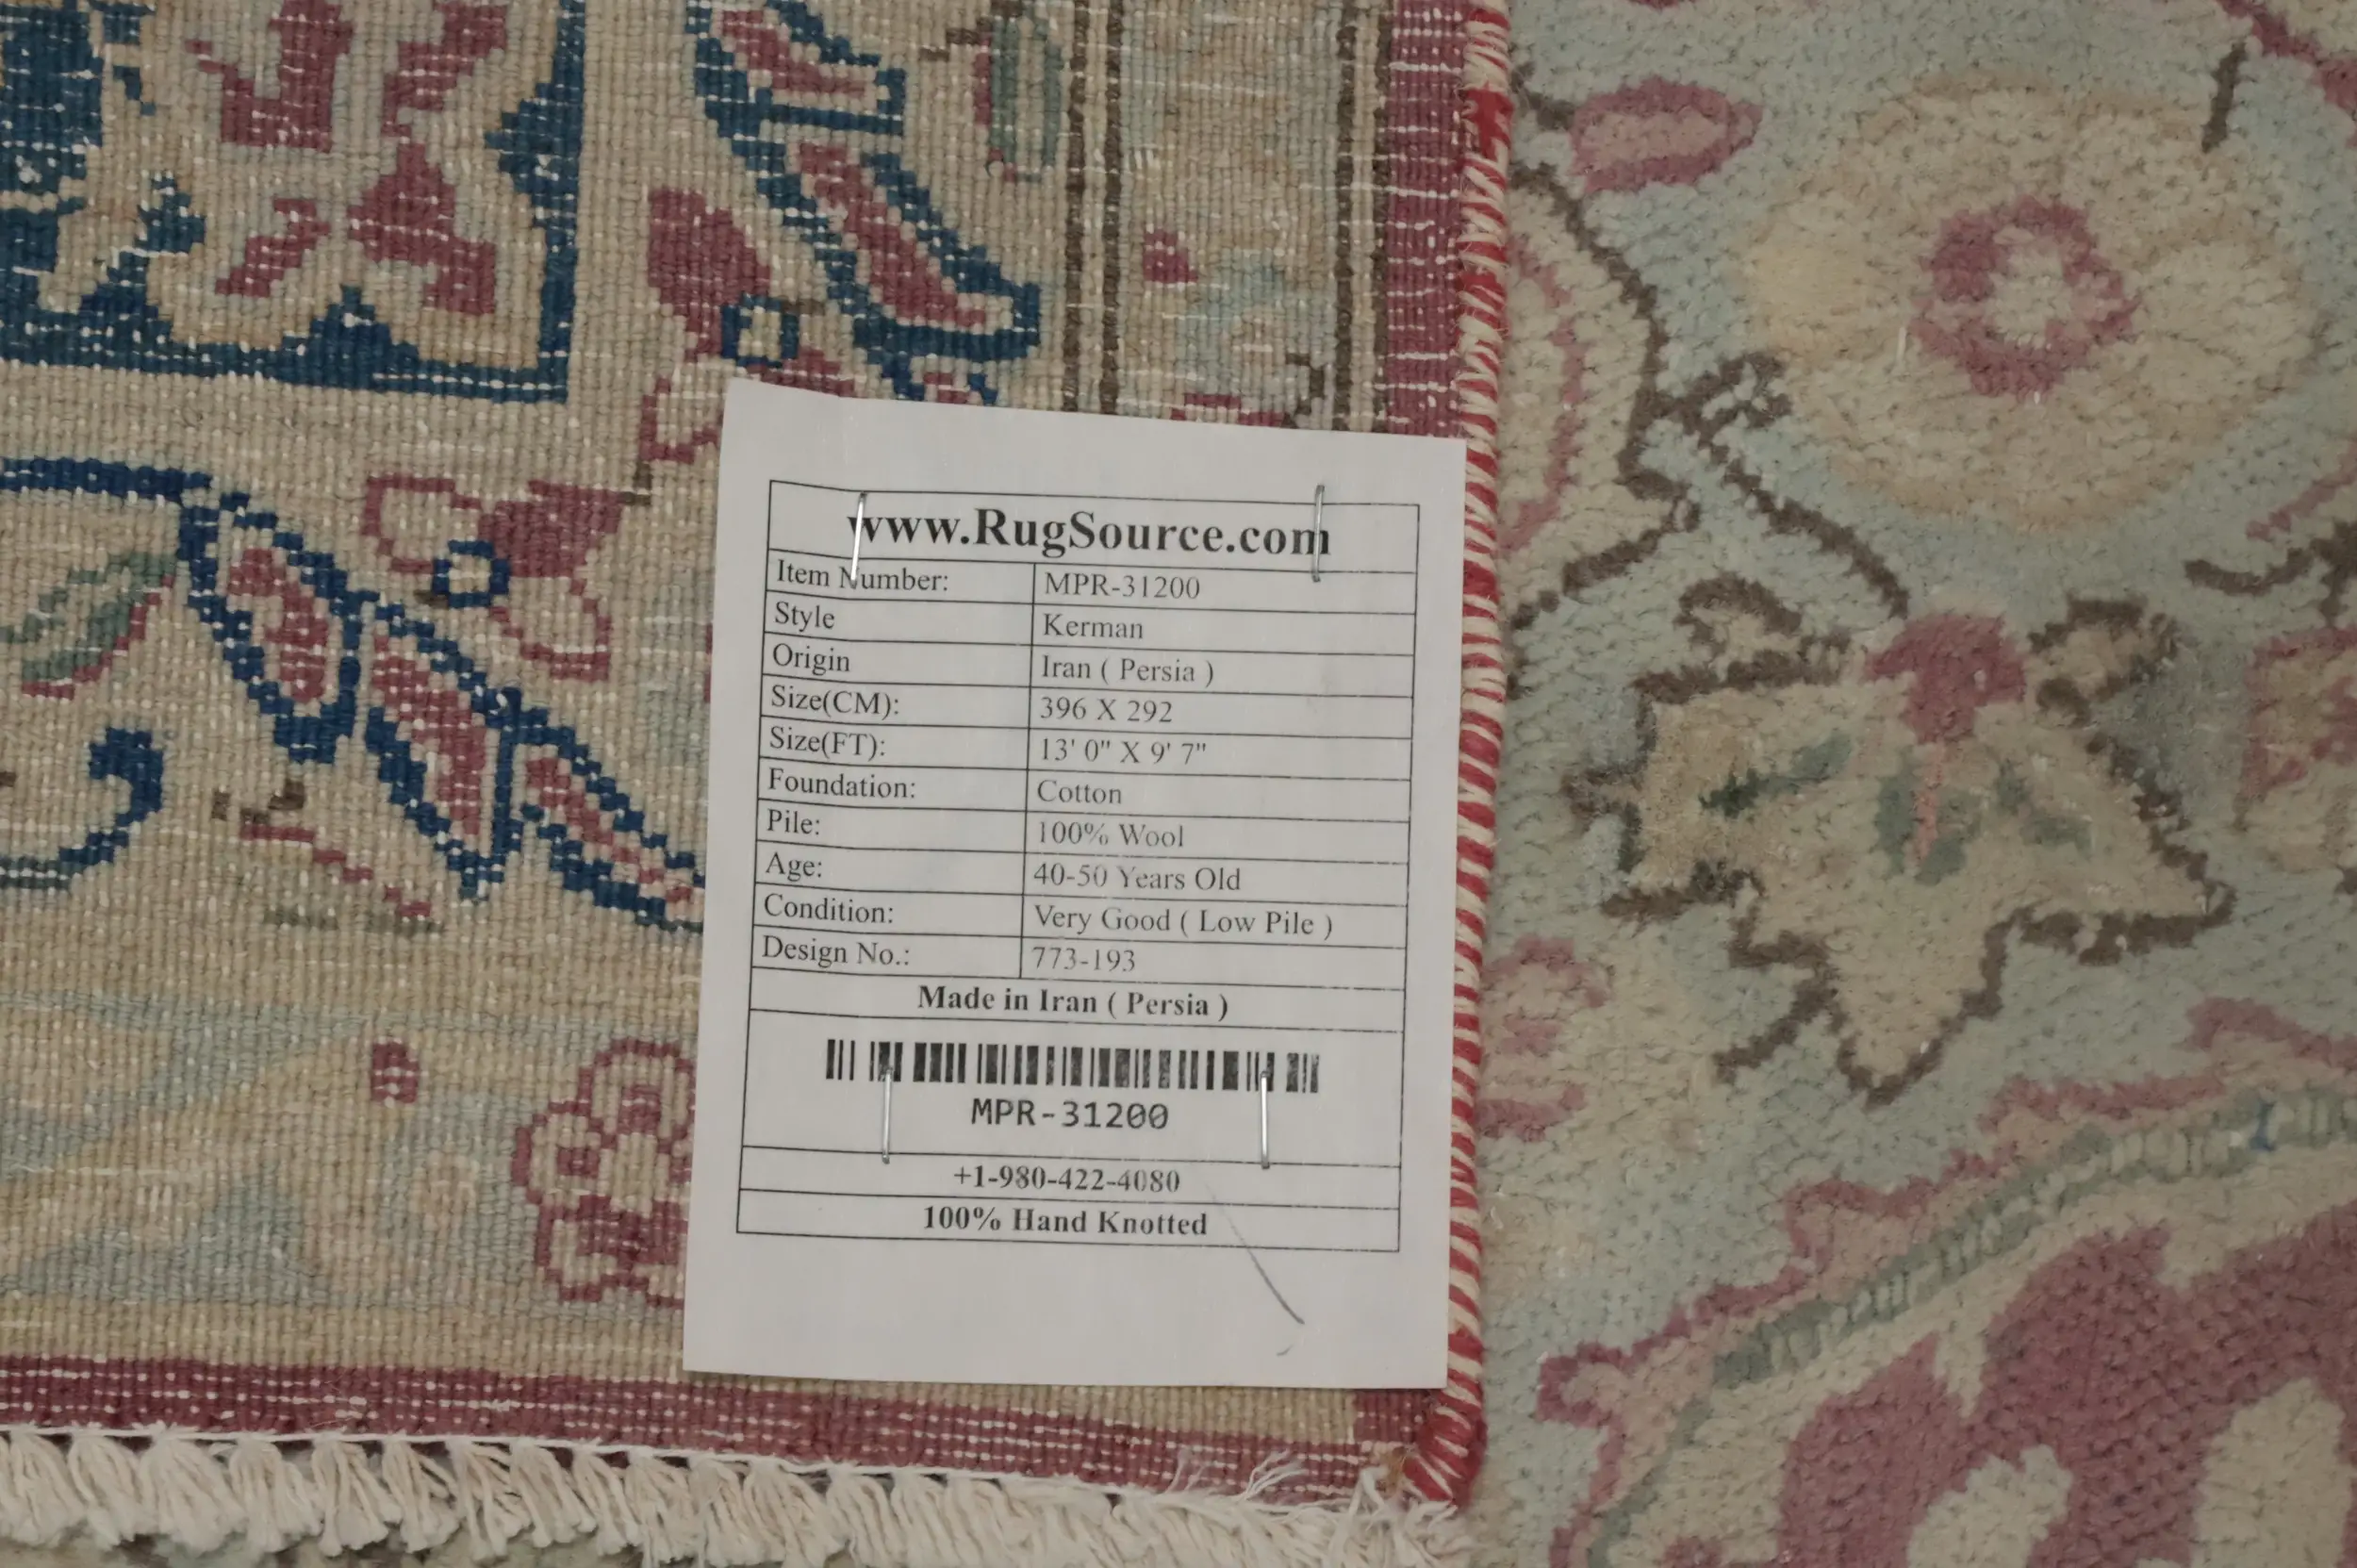 www.RugSource.com
Item Number: MPR-31200
Style Kerman
Origin Iran ( Persia )
Size(CM): 396 X 292
Size(FT): 13' 0" X 9' 7"
Foundation: Cotton
Pile: 100% Wool
Age: 40-50 Years Old
Condition: Very Good ( Low Pile )
Design No.: 773-193
Made in Iran ( Persia )
MPR-31200
+1-980-422-4080
100% Hand Knotted